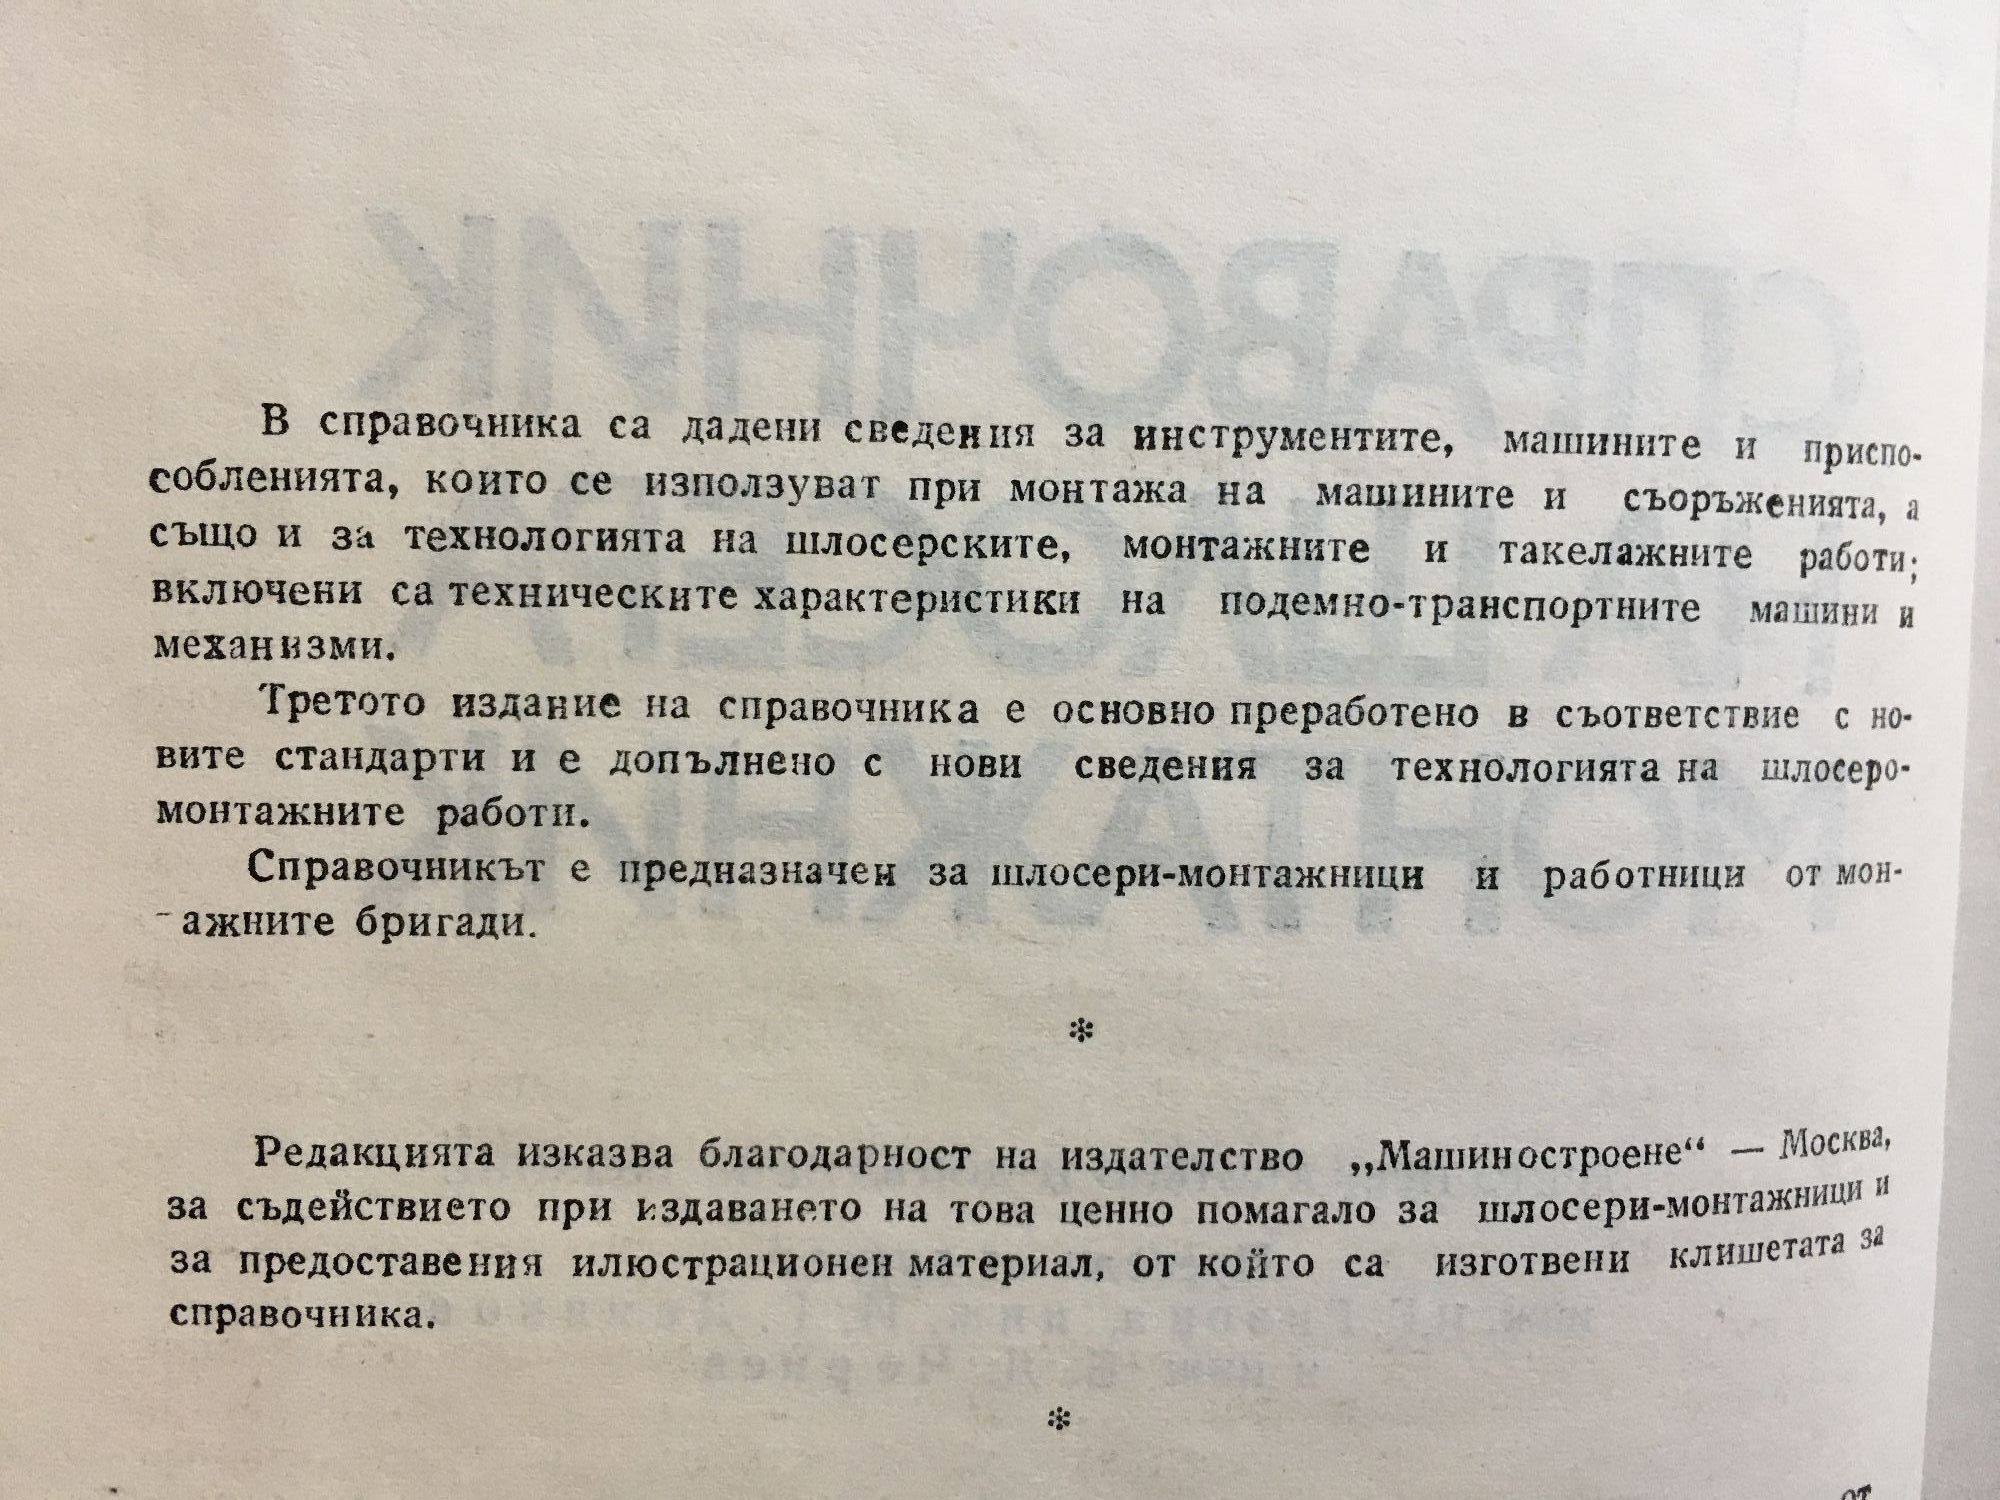 В справочника са дадени сведения за инструментите, машините и приспо-
собленията, които се използуват при монтажа на машините и съоръженията, а
също и за технологията на шлосерските, монтажните и такелажните работи;
включени са техническите характеристики на подемно-транспортните машини и
механизми.
Третото издание на справочника е основно преработено в съответствие с но-
вите стандарти и е допълнено с нови сведения за технологията на шлосеро-
монтажните работи.
Справочникът е предназначен за шлосери-монтажници и работници от мон-
ажните бригади.
*
Редакцията изказва благодарност на издателство „Машиностроене“ — Москва,
за съдействието при издаването на това ценно помагало за шлосери-монтажници и
за предоставения илюстрационен материал, от който са изготвени клишетата за
справочника.
*
от